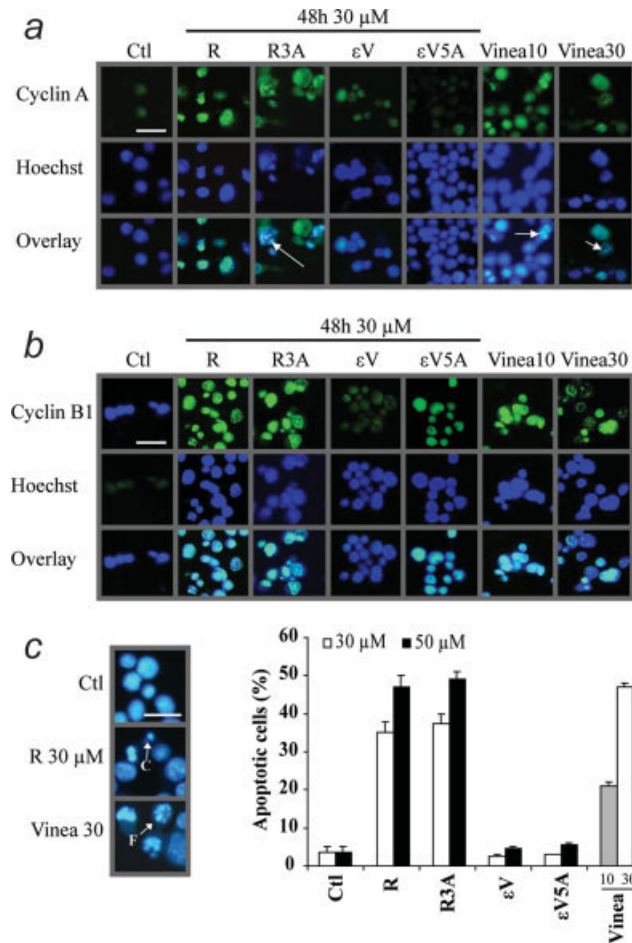 a
48h 30 μM
Ctl R R3A εV εV5A Vinea10 Vinea30
Cyclin A
Hoechst
Overlay
b
48h 30 μM
Ctl R R3A εV εV5A Vinea10 Vinea30
Cyclin B1
Hoechst
Overlay
c
Ctl
R 30 μM
C
Vinea 30
F
30 μM 50 μM
Apoptotic cells (%)
60
50
40
30
20
10
0
Ctl R R3A εV εV5A 10 30
Vinea